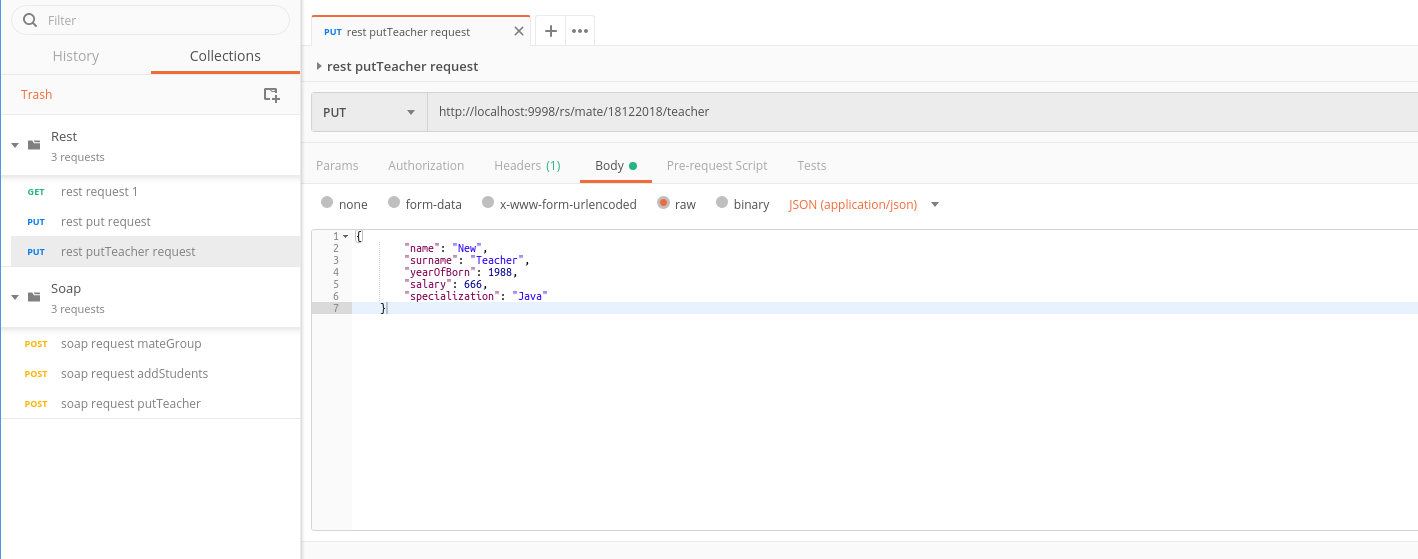 Filter
History Collections
Trash
Rest
3 requests
GET rest request 1
PUT rest put request
PUT rest putTeacher request
Soap
3 requests
POST soap request mateGroup
POST soap request addStudents
POST soap request putTeacher
PUT rest putTeacher request
rest putTeacher request
PUT http://localhost:9998/rs/mate/18122018/teacher
Params Authorization Headers (1) Body Pre-request Script Tests
none form-data x-www-form-urlencoded raw binary JSON (application/json)
1 {
2 "name": "New",
3 "surname": "Teacher",
4 "yearOfBorn": 1988,
5 "salary": 666,
6 "specialization": "Java"
7 }